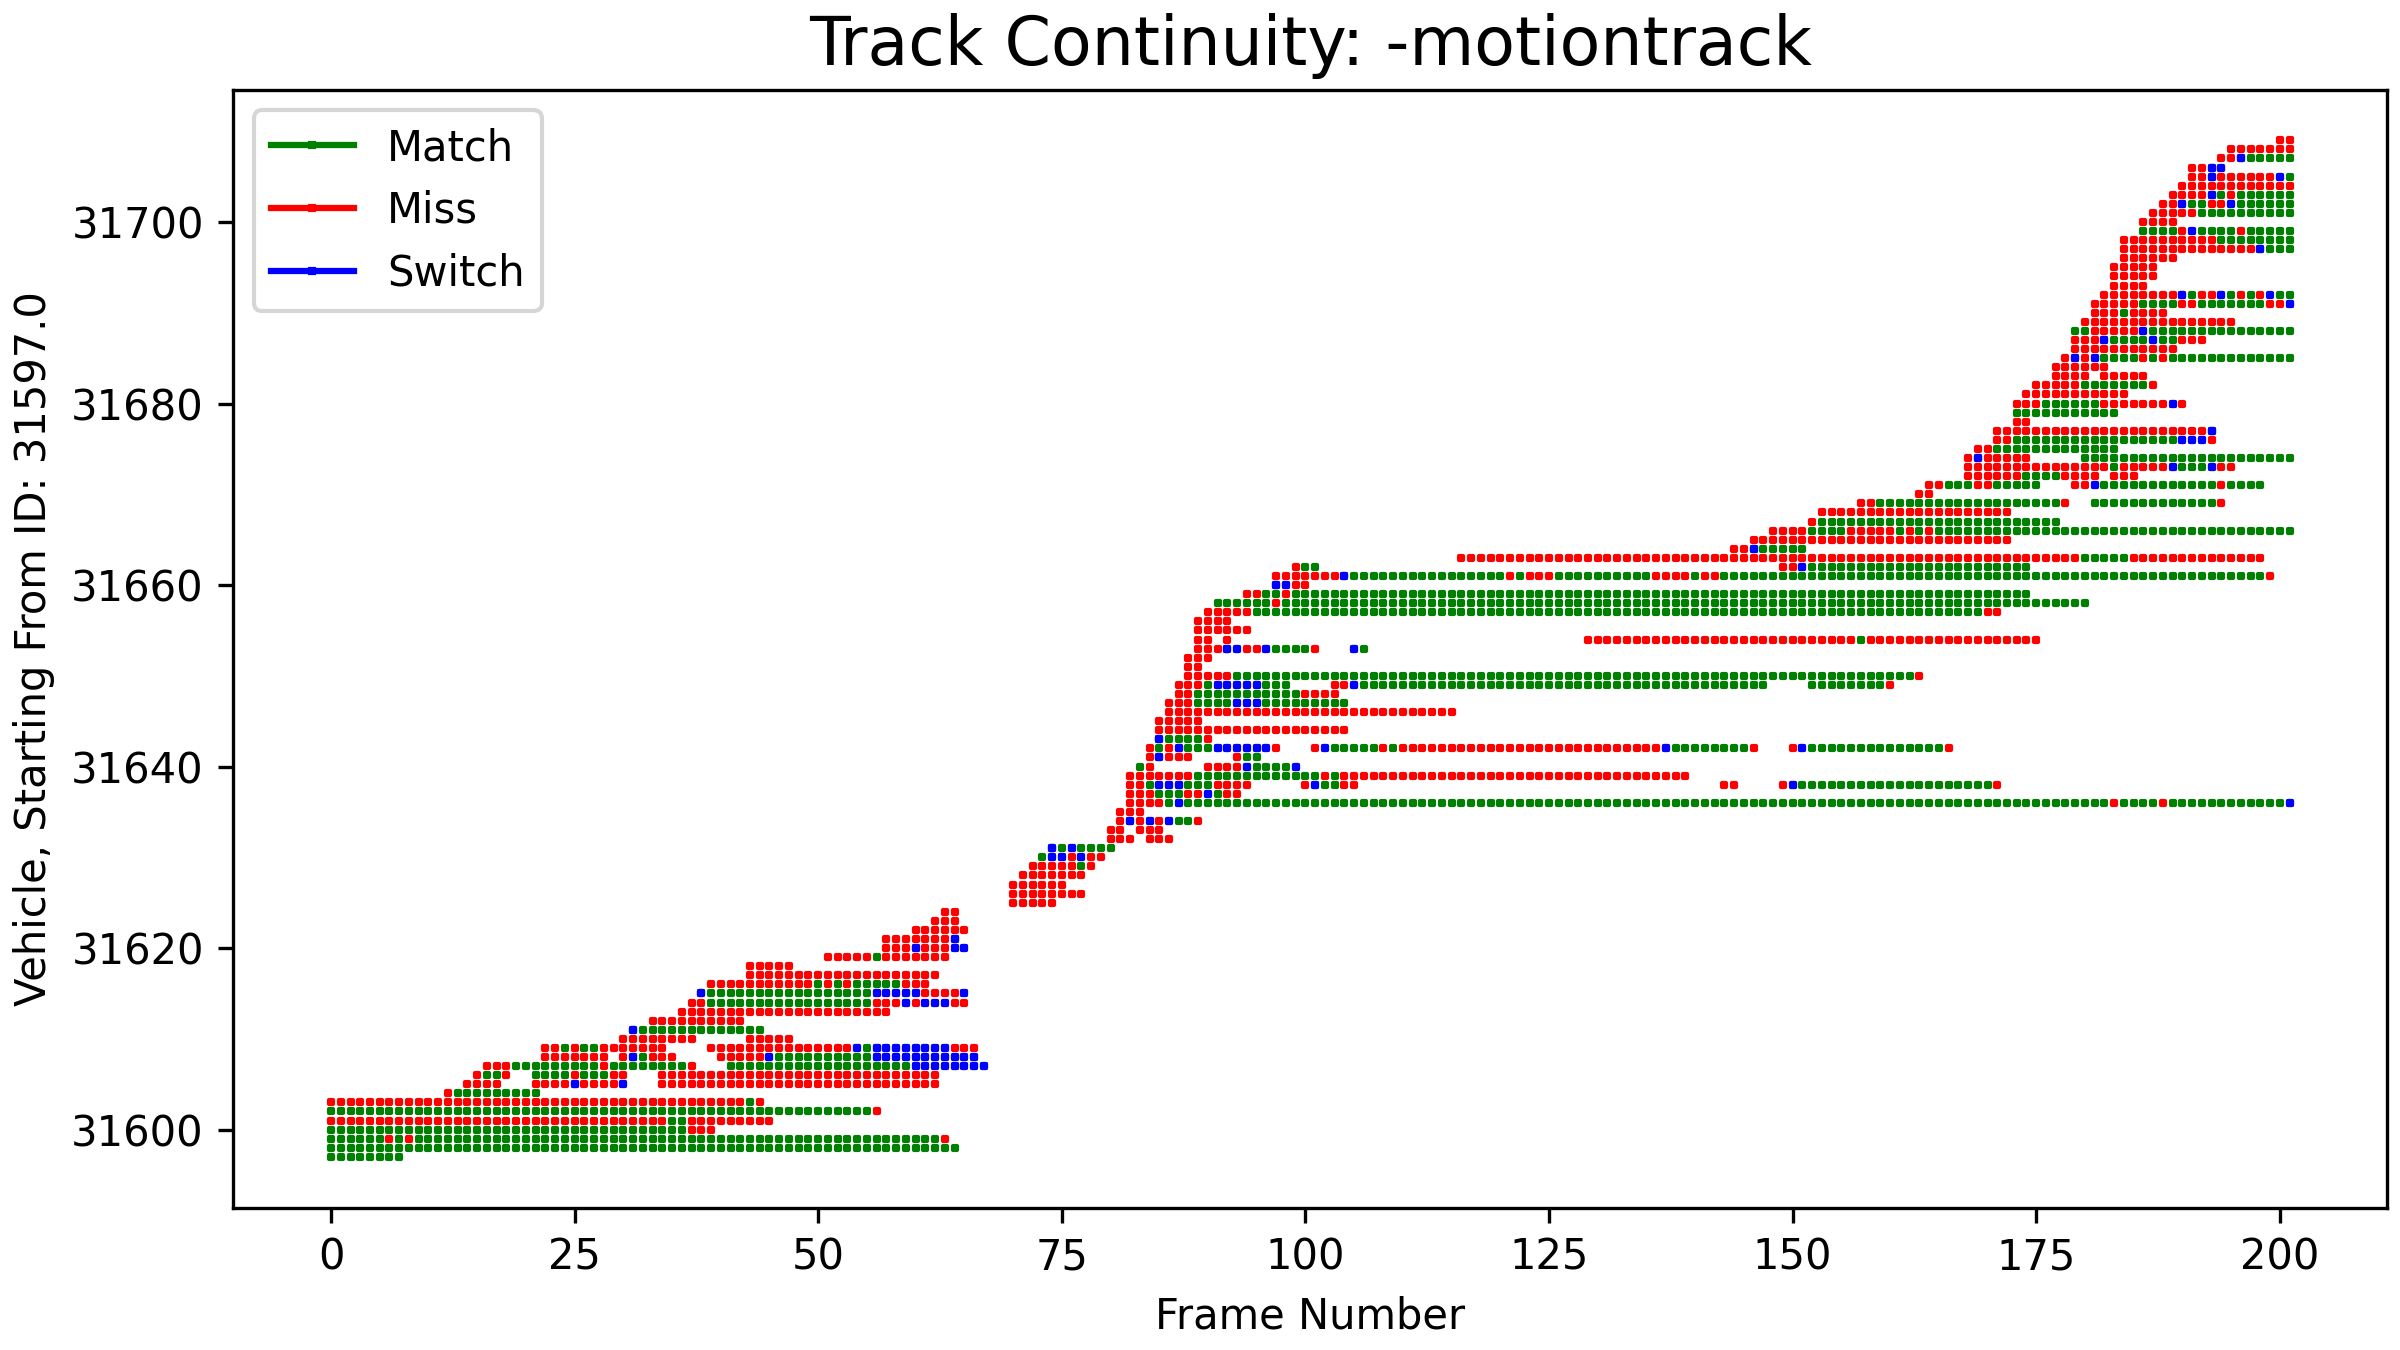 Track Continuity: -motiontrack
Match
Miss
Switch
Vehicle, Starting From ID: 31597.0
31700
31680
31660
31640
31620
31600
0 25 50 75 100 125 150 175 200
Frame Number